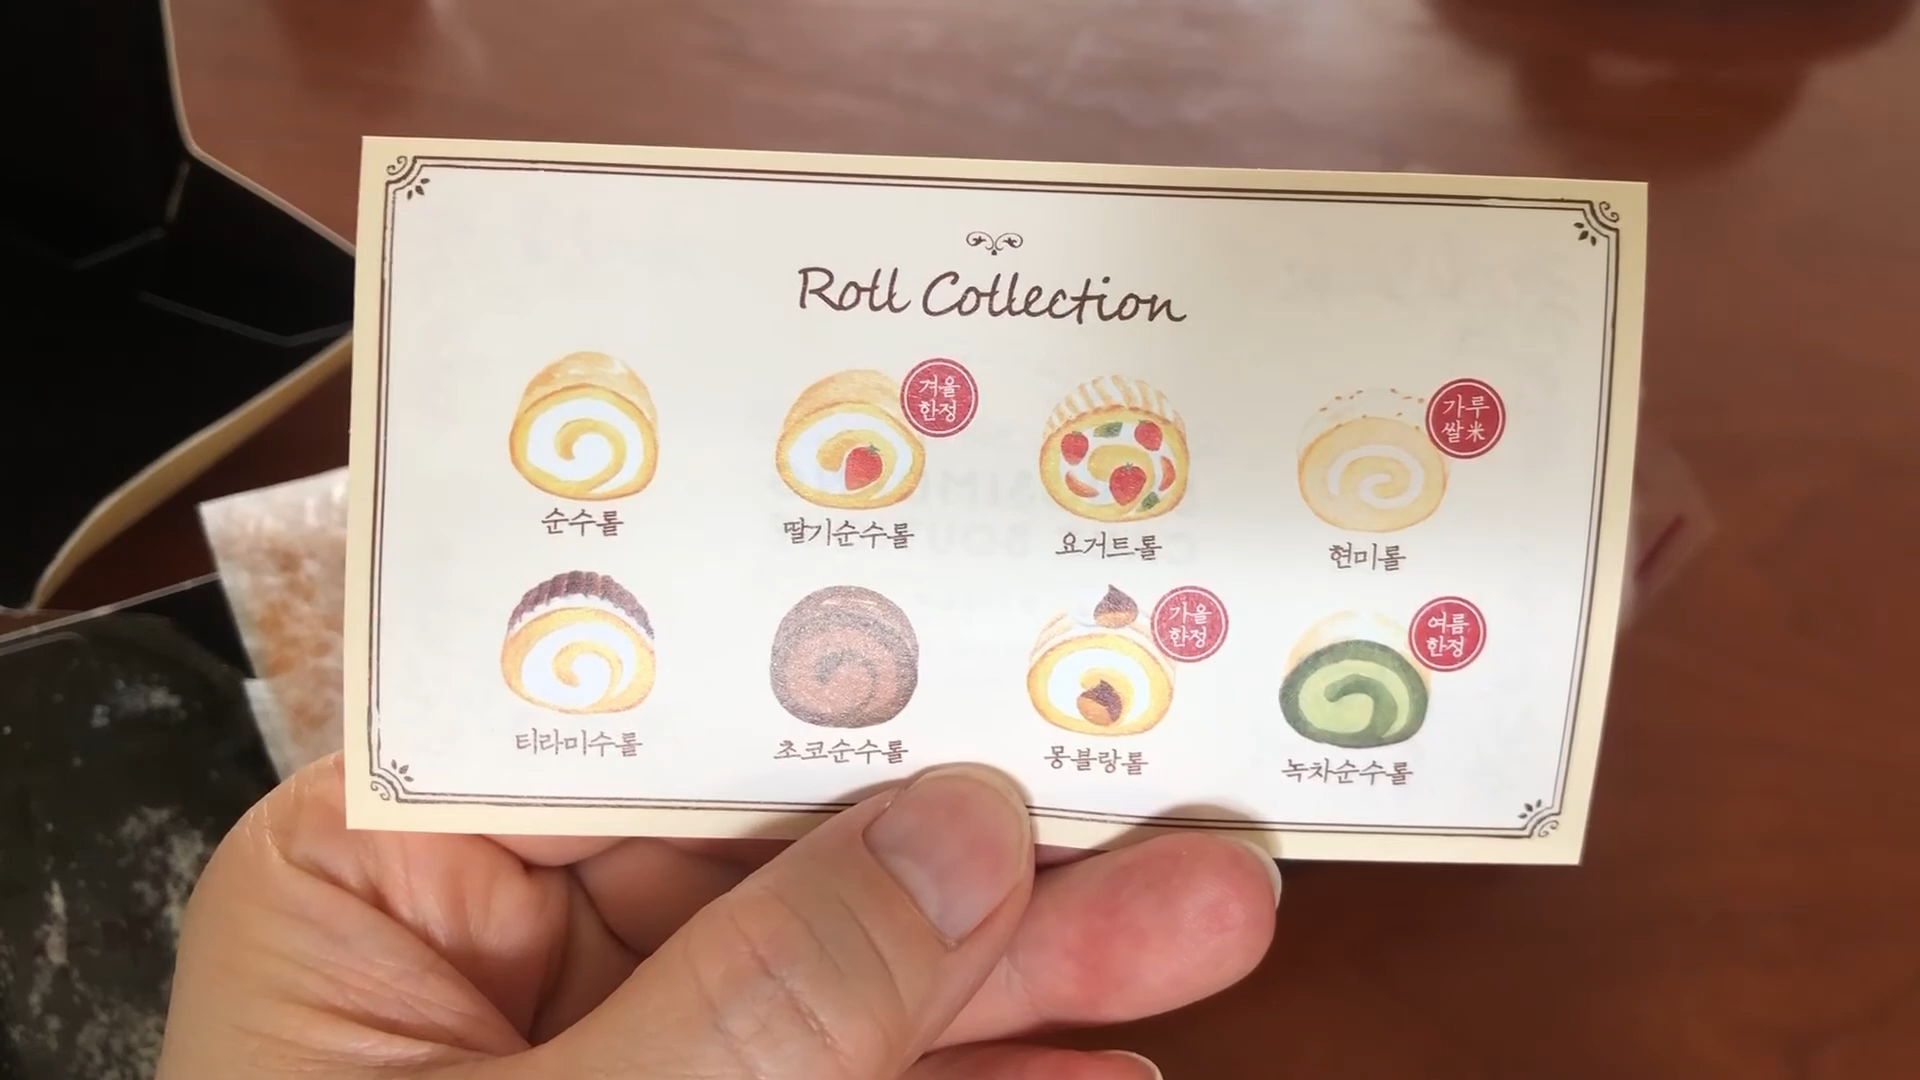 Roll Collection
겨울
한정
가루
쌀米
순수롤
딸기순수롤
요거트롤
현미롤
가을
한정
여름
한정
티라미수롤
초코순수롤
몽블랑롤
녹차순수롤